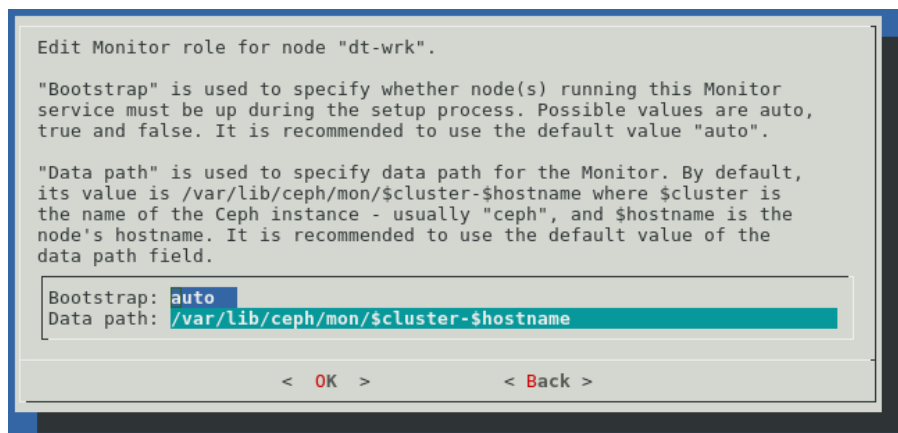 Edit Monitor role for node "dt-wrk".
"Bootstrap" is used to specify whether node(s) running this Monitor
service must be up during the setup process. Possible values are auto,
true and false. It is recommended to use the default value "auto".
"Data path" is used to specify data path for the Monitor. By default,
its value is /var/lib/ceph/mon/$cluster-$hostname where $cluster is
the name of the Ceph instance - usually "ceph", and $hostname is the
node's hostname. It is recommended to use the default value of the
data path field.
Bootstrap: auto
Data path: /var/lib/ceph/mon/$cluster-$hostname
<  OK  > < Back >